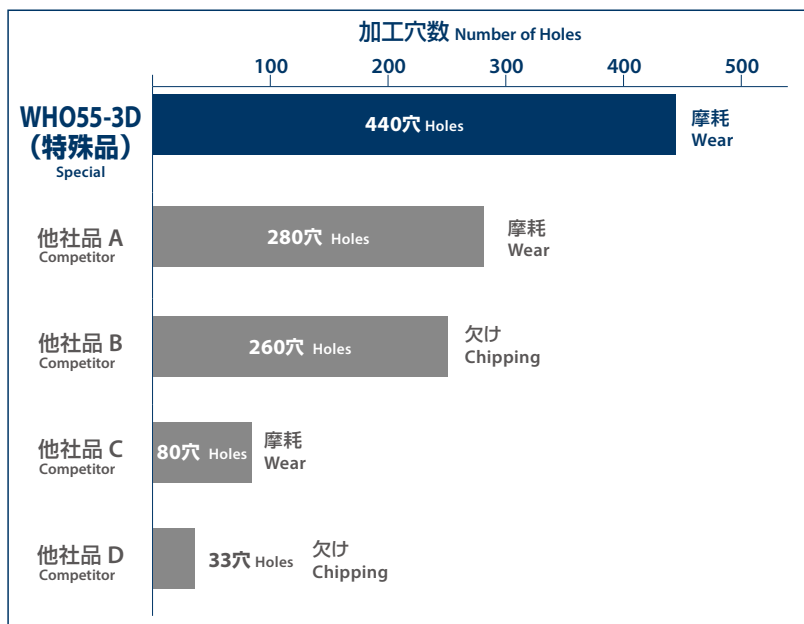 加工穴数 Number of Holes
100 200 300 400 500
WHO55-3D
（特殊品）
Special
440穴 Holes
摩耗
Wear
他社品 A
Competitor
280穴 Holes
摩耗
Wear
他社品 B
Competitor
260穴 Holes
欠け
Chipping
他社品 C
Competitor
80穴 Holes
摩耗
Wear
他社品 D
Competitor
33穴 Holes
欠け
Chipping